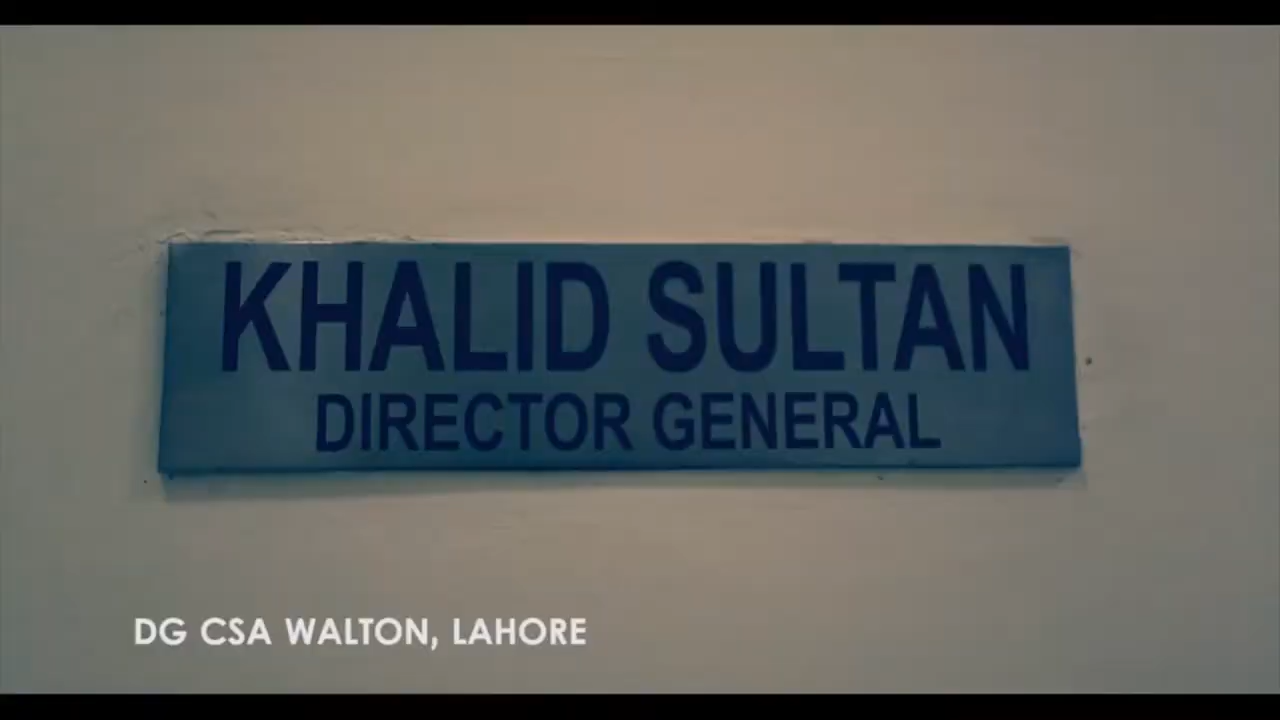 KHALID SULTAN
DIRECTOR GENERAL
DG CSA WALTON, LAHORE